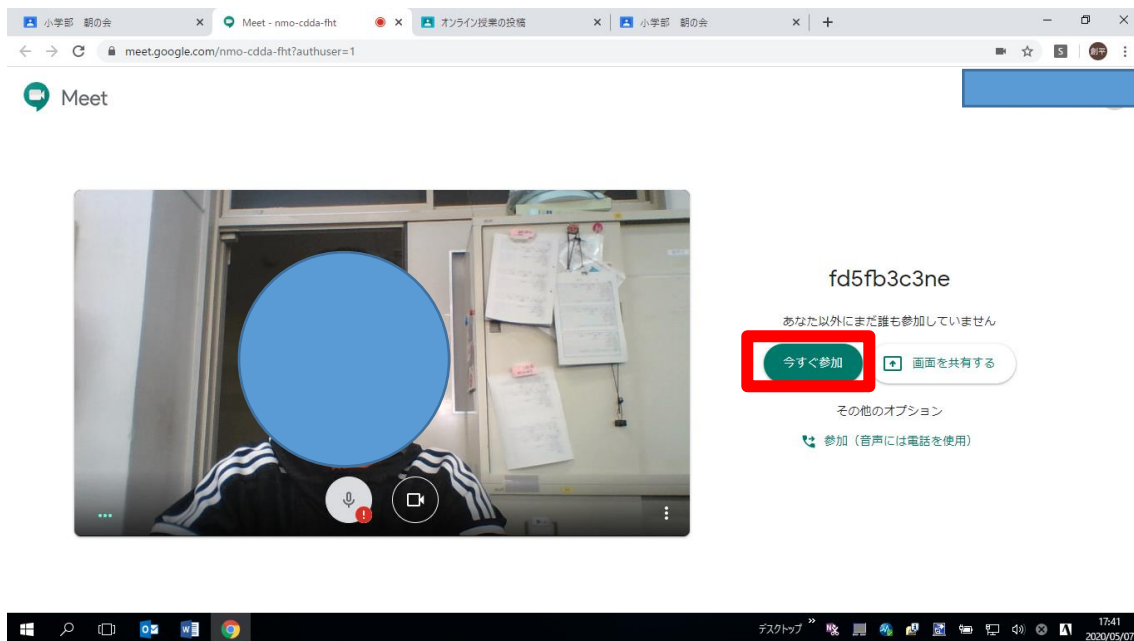 小学部 朝の会
Meet - nmo-cdda-fht
オンライン授業の投稿
小学部 朝の会
meet.google.com/nmo-cdda-fht?authuser=1
S
創平
Meet
fd5fb3c3ne
あなた以外にまだ誰も参加していません
今すぐ参加
画面を共有する
その他のオプション
参加（音声には電話を使用）
デスクトップ
17:41
2020/05/07